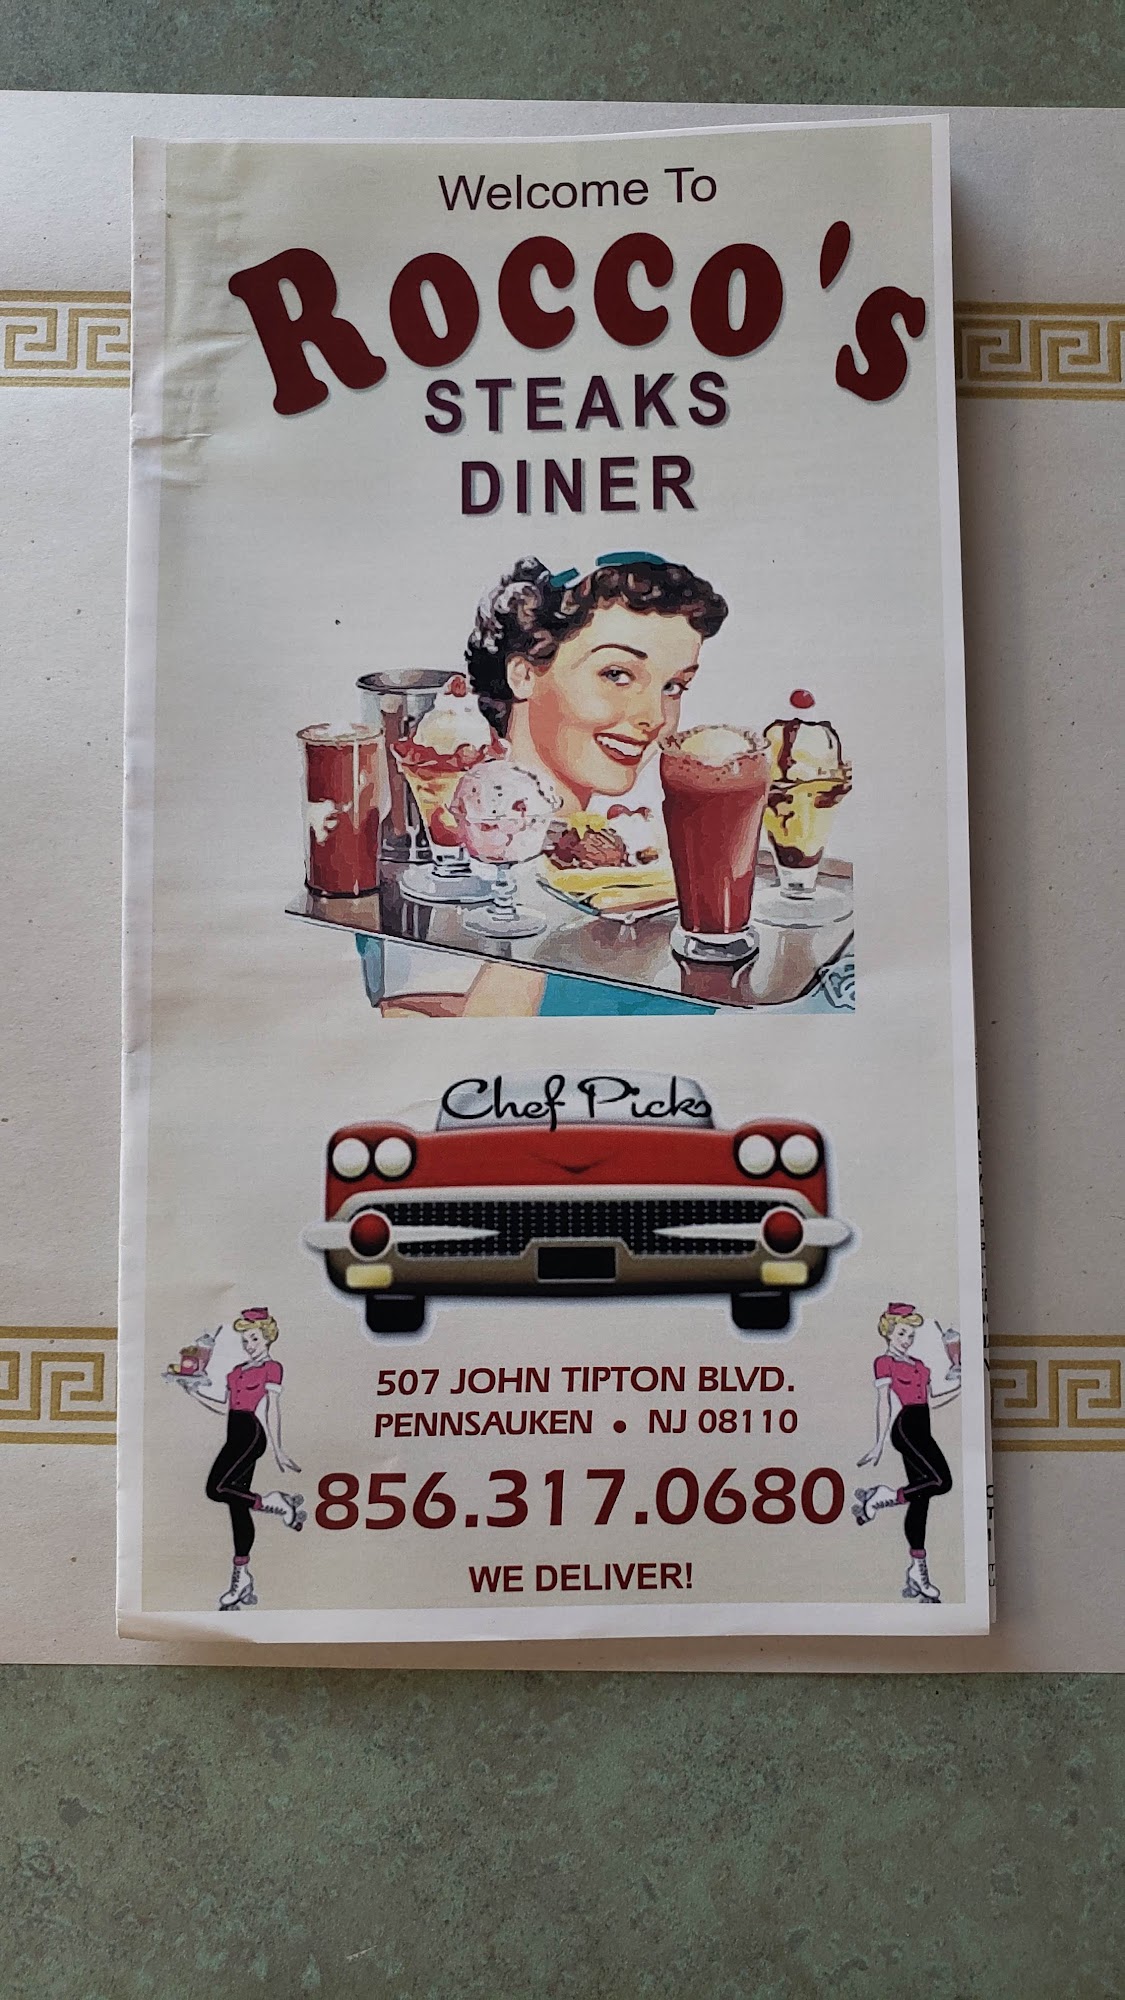 Welcome To
Rocco's
STEAKS
DINER
Chef Picks
507 JOHN TIPTON BLVD.
PENNSAUKEN • NJ 08110
856.317.0680
WE DELIVER!